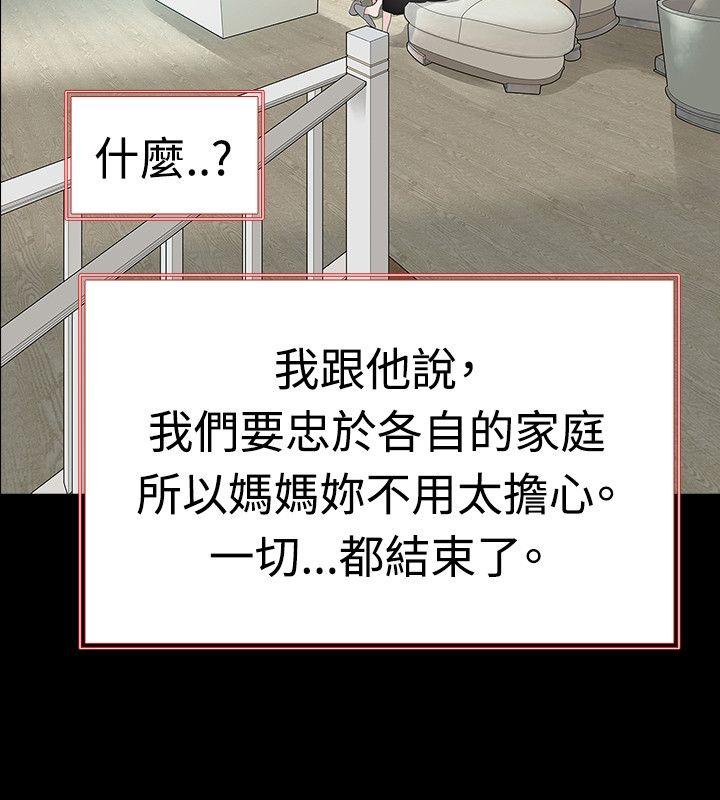 什麼..?
我跟他說，
我們要忠於各自的家庭
所以媽媽妳不用太擔心。
一切...都結束了。